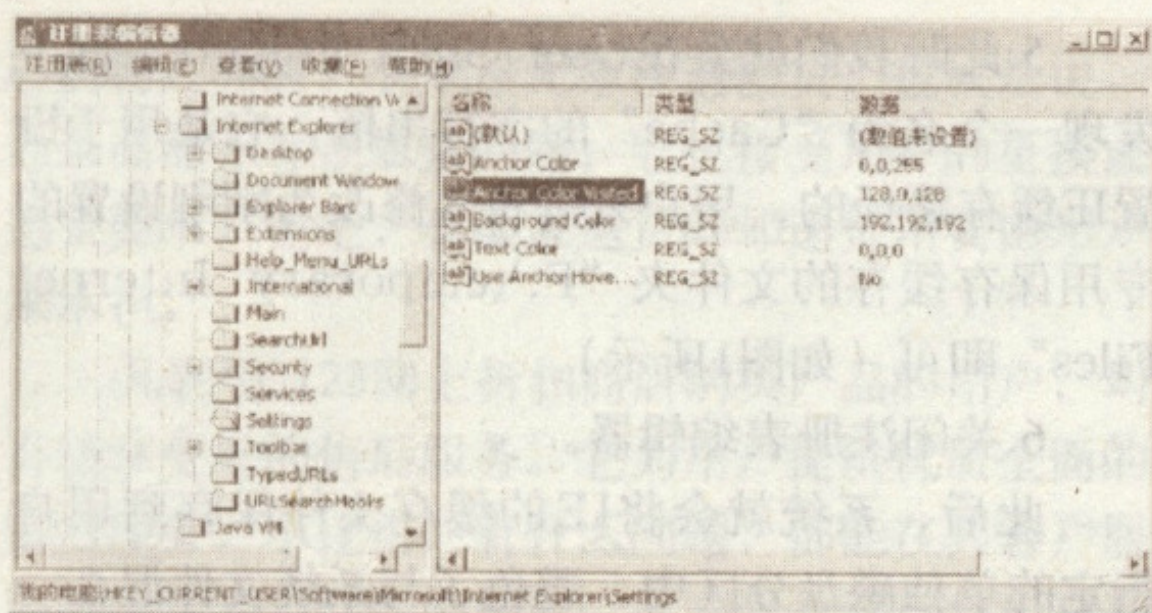 注册表编辑器
注册表(R) 编辑(E) 查看(V) 收藏(F) 帮助(H)
Internet Connection W
Internet Explorer
Desktop
Document Windows
Explorer Bars
Extensions
Help_Menu_URLs
International
Main
SearchUrl
Security
Services
Settings
Toolbar
TypedURLs
URLSearchHooks
Java VM
名称 类型 数据
(默认) REG_SZ (数值未设置)
Anchor Color REG_SZ 0,0,255
Anchor Color Visited REG_SZ 128,0,128
Background Color REG_SZ 192,192,192
Text Color REG_SZ 0,0,0
Use Anchor Hove... REG_SZ No
我的电脑\HKEY_CURRENT_USER\Software\Microsoft\Internet Explorer\Settings